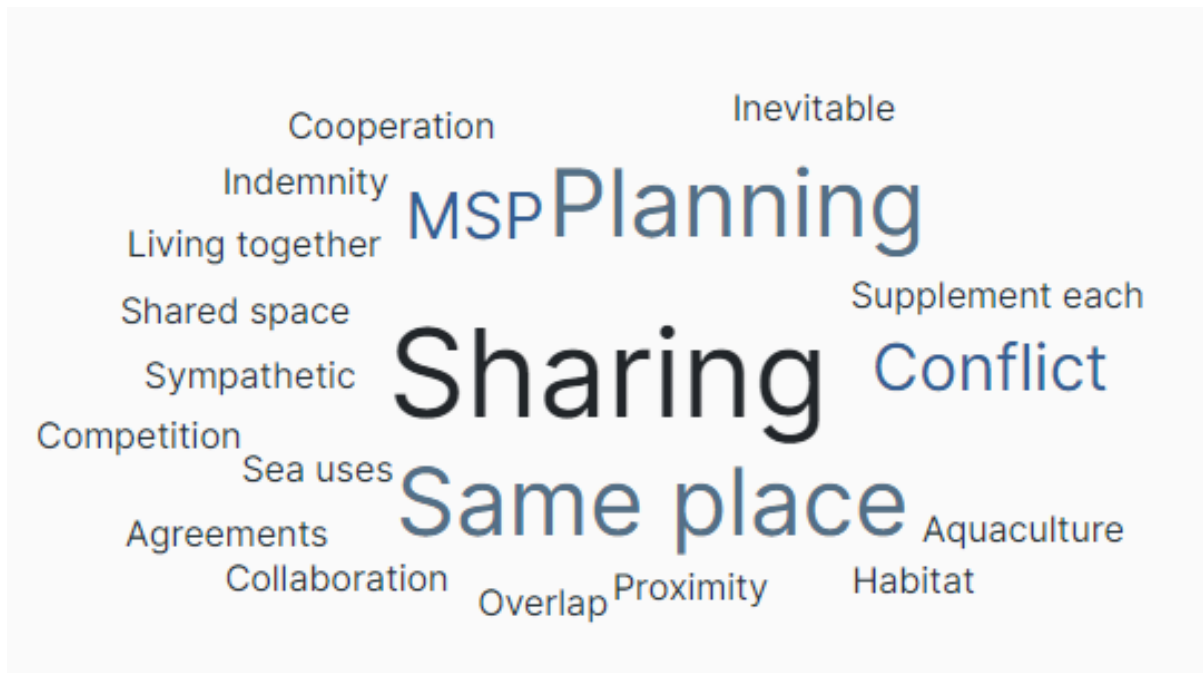 Inevitable
Cooperation
Indemnity
MSP Planning
Living together
Supplement each
Shared space
Sharing
Conflict
Sympathetic
Competition
Sea uses
Same place
Agreements
Aquaculture
Collaboration
Habitat
Proximity
Overlap